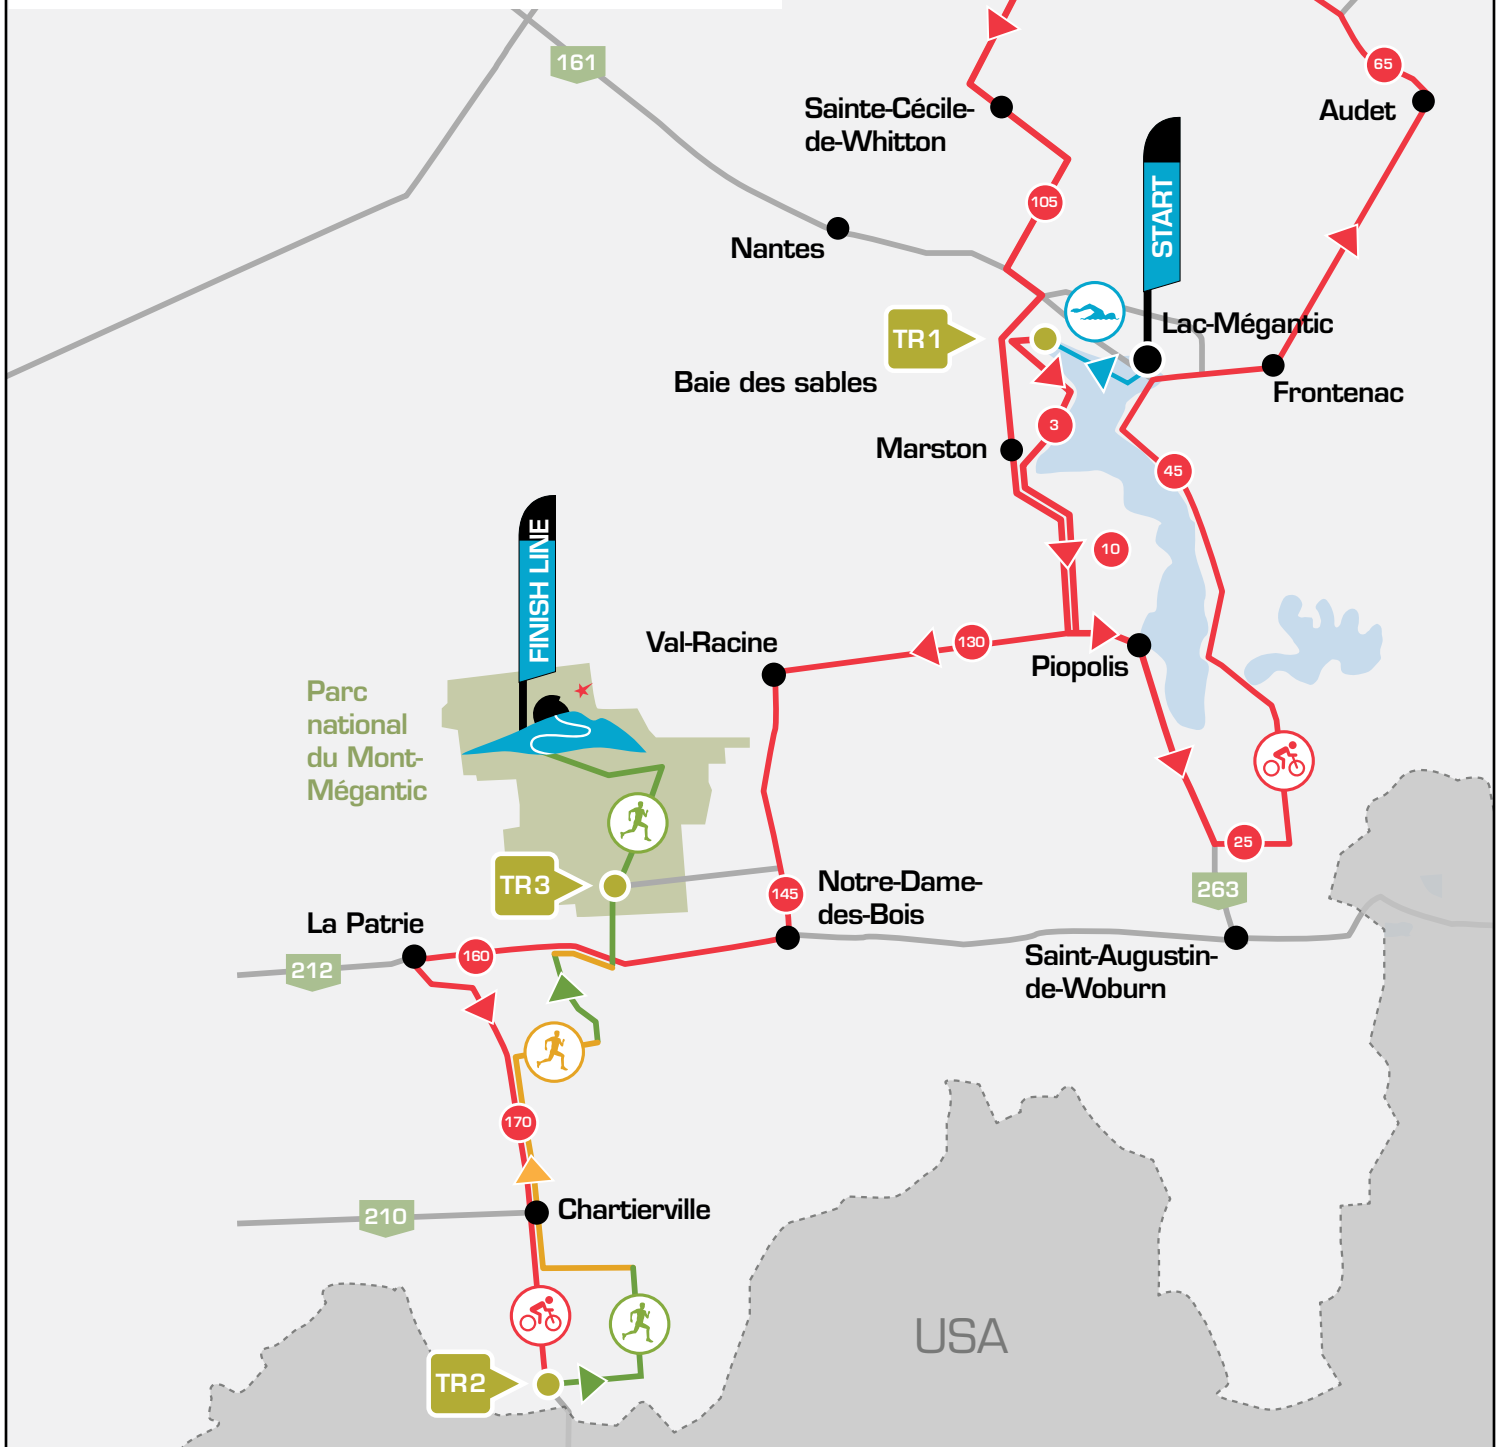 161
65
Sainte-Cécile-
de-Whitton
Audet
105
START
Nantes
Lac-Mégantic
TR1
Baie des sables
Frontenac
3
Marston
45
FINISH LINE
10
Val-Racine
130
Piopolis
Parc
national
du Mont-
Mégantic
25
TR3
145
Notre-Dame-
des-Bois
263
La Patrie
160
212
Saint-Augustin-
de-Woburn
170
Chartierville
210
USA
TR2